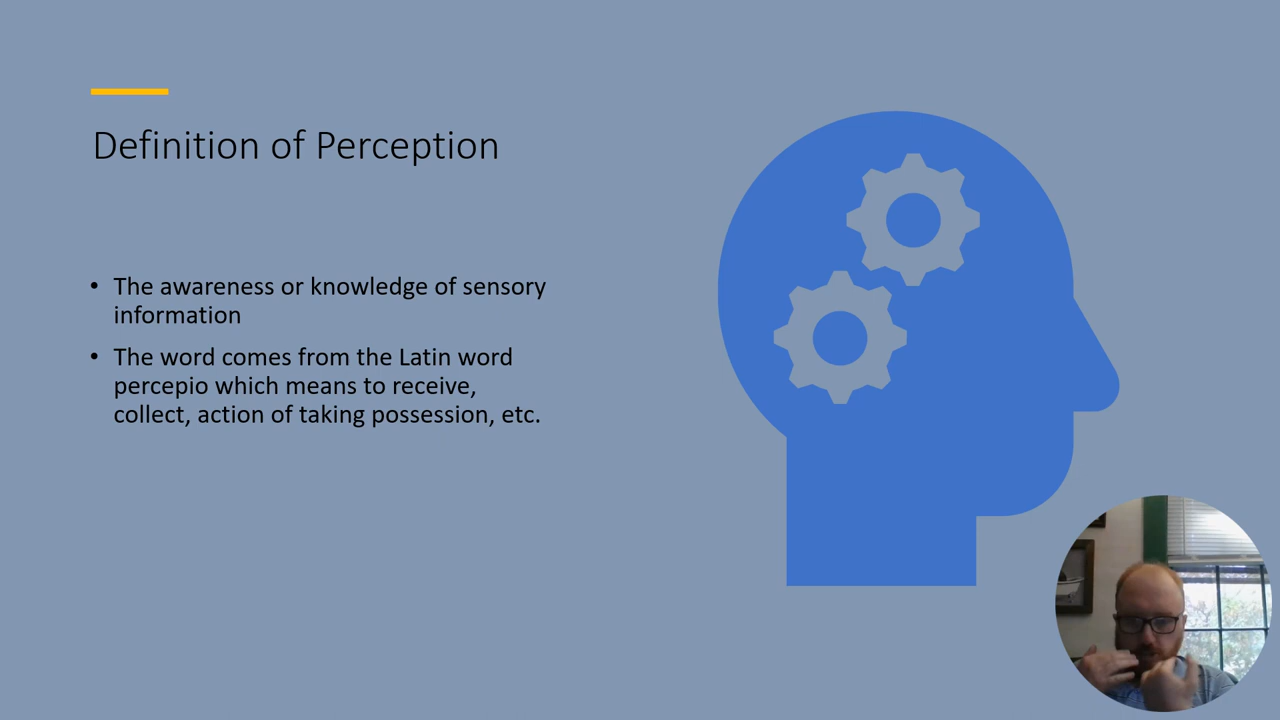 Definition of Perception
• The awareness or knowledge of sensory
information
• The word comes from the Latin word
percepio which means to receive,
collect, action of taking possession, etc.